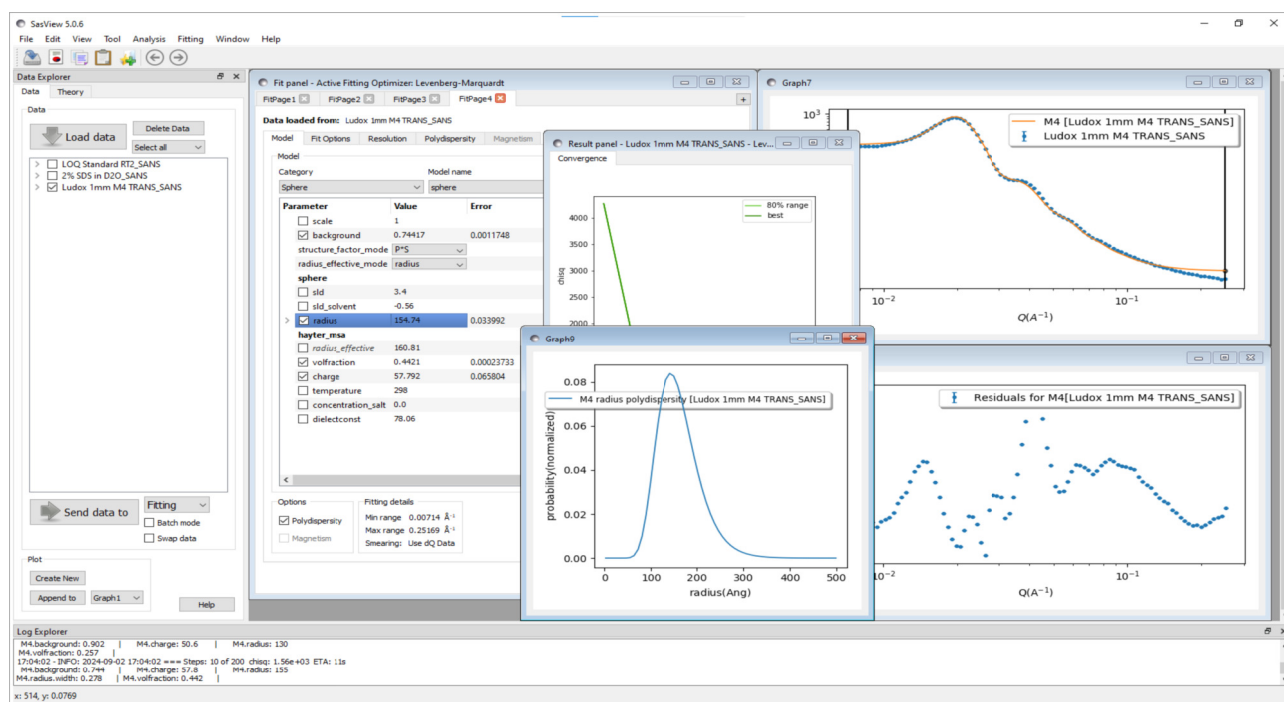 SasView 5.0.6
File Edit View Tool Analysis Fitting Window Help
Data Explorer
Data Theory
Data
Load data
Delete Data
Select all
LOQ Standard RT2_SANS
2% SDS in D2O_SANS
Ludox 1mm M4 TRANS_SANS
Send data to
Fitting
Batch mode
Swap data
Plot
Create New
Append to Graph1
Help
Fit panel - Active Fitting Optimizer: Levenberg-Marquardt
FitPage1 FitPage2 FitPage3 FitPage4
Data loaded from: Ludox 1mm M4 TRANS_SANS
Model Fit Options Resolution Polydispersity Magnetism
Model
Category Model name
Sphere sphere
Parameter Value Error
scale 1
background 0.74417 0.0011748
structure_factor_mode P*S
radius_effective_mode radius
sphere
sld 3.4
sld_solvent -0.56
radius 154.74 0.033992
hayter_msa
radius_effective 160.81
volfraction 0.4421 0.00023733
charge 57.792 0.065804
temperature 298
concentration_salt 0.0
dielectconst 78.06
Options
Polydispersity
Magnetism
Fitting details
Min range 0.00714 Å⁻¹
Max range 0.25169 Å⁻¹
Smearing: Use dQ Data
Result panel - Ludox 1mm M4 TRANS_SANS - Lev...
Convergence
80% range
best
4000
3500
3000
2500
2000
chisq
Graph7
10³
M4 [Ludox 1mm M4 TRANS_SANS]
Ludox 1mm M4 TRANS_SANS
10⁻² 10⁻¹
Q(A⁻¹)
Graph9
M4 radius polydispersity [Ludox 1mm M4 TRANS_SANS]
probability(normalized)
0.08
0.06
0.04
0.02
0.00
0 100 200 300 400 500
radius(Ang)
Residuals for M4[Ludox 1mm M4 TRANS_SANS]
10⁻² 10⁻¹
Q(A⁻¹)
Log Explorer
M4.background: 0.902 | M4.charge: 50.6 | M4.radius: 130
M4.volfraction: 0.257 |
17:04:02 - INFO: 2024-09-02 17:04:02 === Steps: 10 of 200 chisq: 1.56e+03 ETA: 11s
M4.background: 0.744 | M4.charge: 57.8 | M4.radius: 155
M4.radius.width: 0.278 | M4.volfraction: 0.442 |
x: 514, y: 0.0769